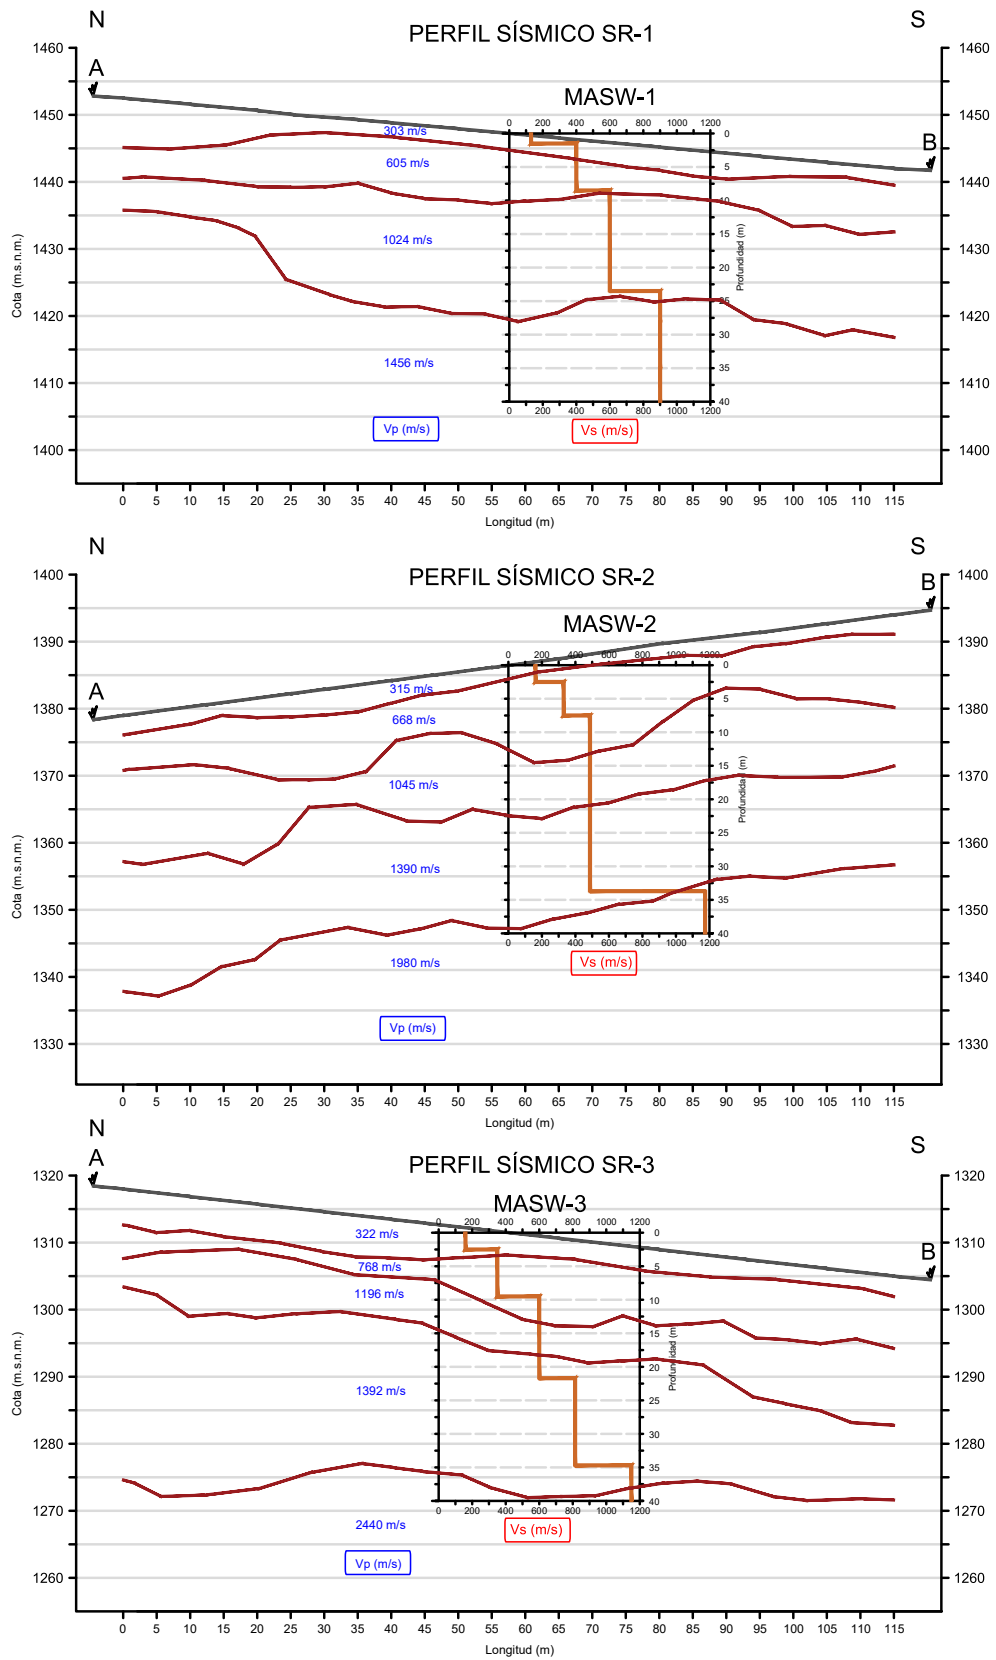 N
S
PERFIL SÍSMICO SR-1
1460
1460
A
MASW-1
0 200 400 600 800 1000 1200
1450
1450
303 m/s
B
605 m/s
1440
1440
1024 m/s
1430
1430
1420
1420
1456 m/s
1410
1410
1400
1400
0
5
10
15
20
25
30
35
40
Profundidad (m)
Cota (m.s.n.m.)
0 200 400 600 800 1000 1200
Vp (m/s)
Vs (m/s)
0 5 10 15 20 25 30 35 40 45 50 55 60 65 70 75 80 85 90 95 100 105 110 115
Longitud (m)
N
S
PERFIL SÍSMICO SR-2
1400
1400
B
MASW-2
0 200 400 600 800 1000 1200
1390
1390
A
315 m/s
1380
1380
668 m/s
1370
1370
1045 m/s
1360
1360
1390 m/s
1350
1350
1980 m/s
1340
1340
1330
1330
0
5
10
15
20
25
30
35
40
Profundidad (m)
Cota (m.s.n.m.)
0 200 400 600 800 1000 1200
Vs (m/s)
Vp (m/s)
0 5 10 15 20 25 30 35 40 45 50 55 60 65 70 75 80 85 90 95 100 105 110 115
Longitud (m)
N
S
A
PERFIL SÍSMICO SR-3
1320
1320
MASW-3
0 200 400 600 800 1000 1200
322 m/s
B
1310
1310
768 m/s
1196 m/s
1300
1300
1290
1290
1392 m/s
1280
1280
1270
1270
2440 m/s
1260
1260
0
5
10
15
20
25
30
35
40
Profundidad (m)
Cota (m.s.n.m.)
0 200 400 600 800 1000 1200
Vs (m/s)
Vp (m/s)
0 5 10 15 20 25 30 35 40 45 50 55 60 65 70 75 80 85 90 95 100 105 110 115
Longitud (m)